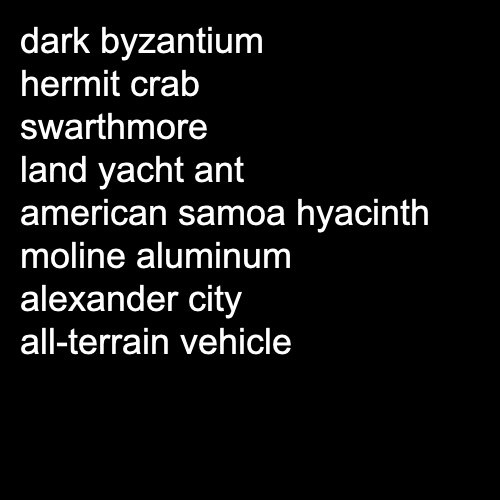 dark byzantium
hermit crab
swarthmore
land yacht ant
american samoa hyacinth
moline aluminum
alexander city
all-terrain vehicle